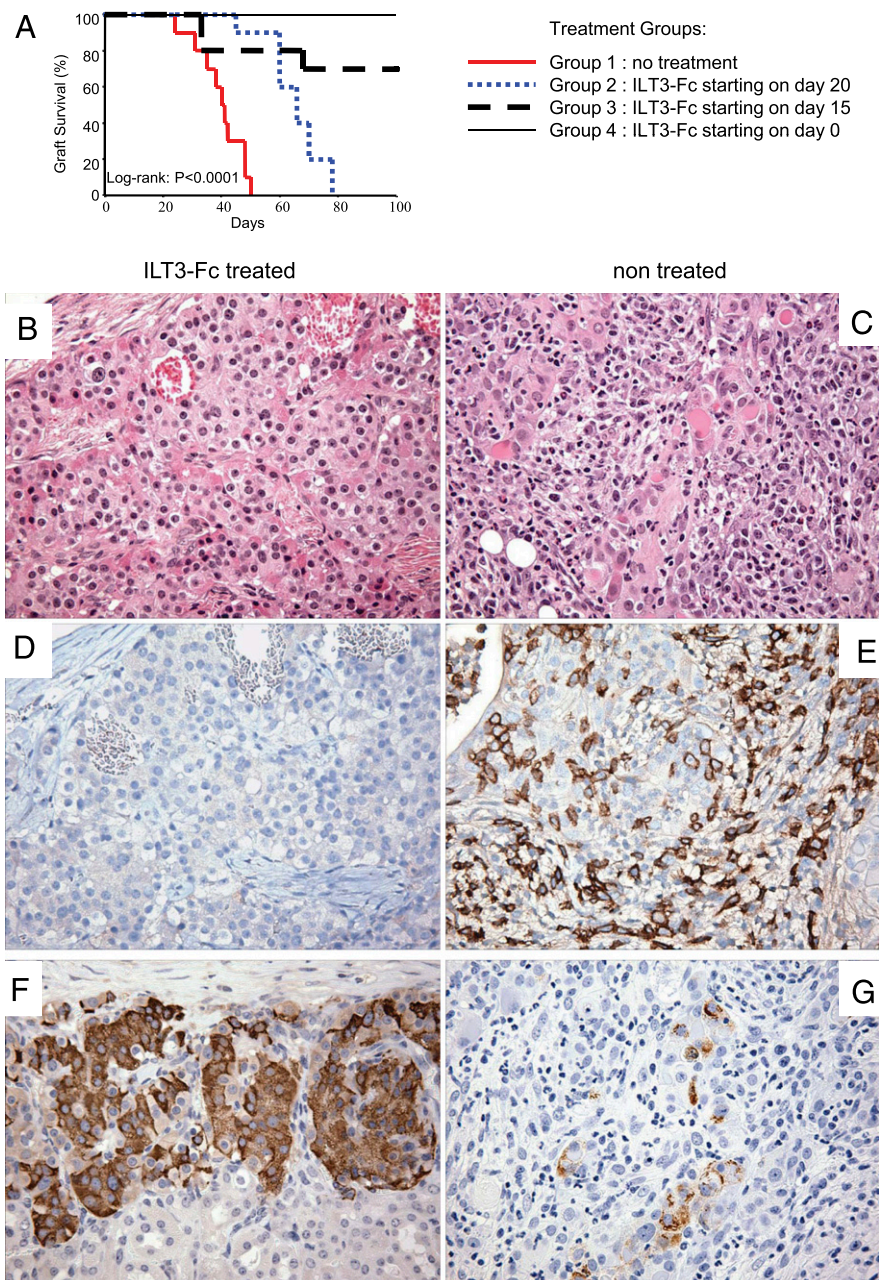 A
100
80
60
40
20
0
Graft Survival (%)
Log-rank: P<0.0001
0 20 40 60 80 100
Days
Treatment Groups:
Group 1 : no treatment
Group 2 : ILT3-Fc starting on day 20
Group 3 : ILT3-Fc starting on day 15
Group 4 : ILT3-Fc starting on day 0
ILT3-Fc treated
non treated
B
C
D
E
F
G